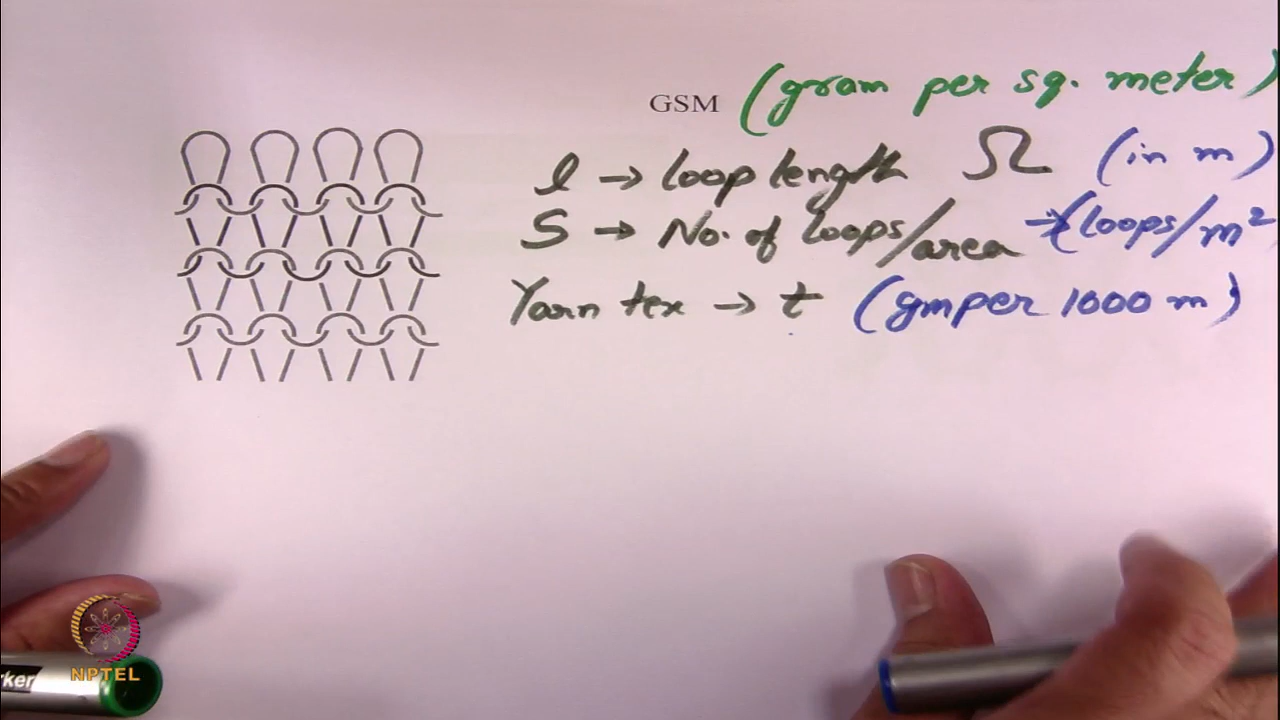 GSM (gram per sq. meter)
l → loop length Ω (in m)
S → No. of loops/area → (loops/m²
Yarn tex → t (gm per 1000 m)
rker
NPTEL